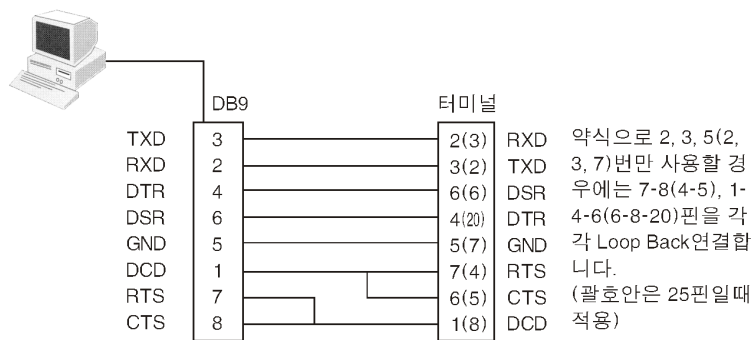 DB9 터미널
TXD 3 2(3) RXD
RXD 2 3(2) TXD
DTR 4 6(6) DSR
DSR 6 4(20) DTR
GND 5 5(7) GND
DCD 1 7(4) RTS
RTS 7 6(5) CTS
CTS 8 1(8) DCD
약식으로 2, 3, 5(2,
3, 7)번만 사용할 경
우에는 7-8(4-5), 1-
4-6(6-8-20)핀을 각
각 Loop Back연결합
니다.
(괄호안은 25핀일때
적용)